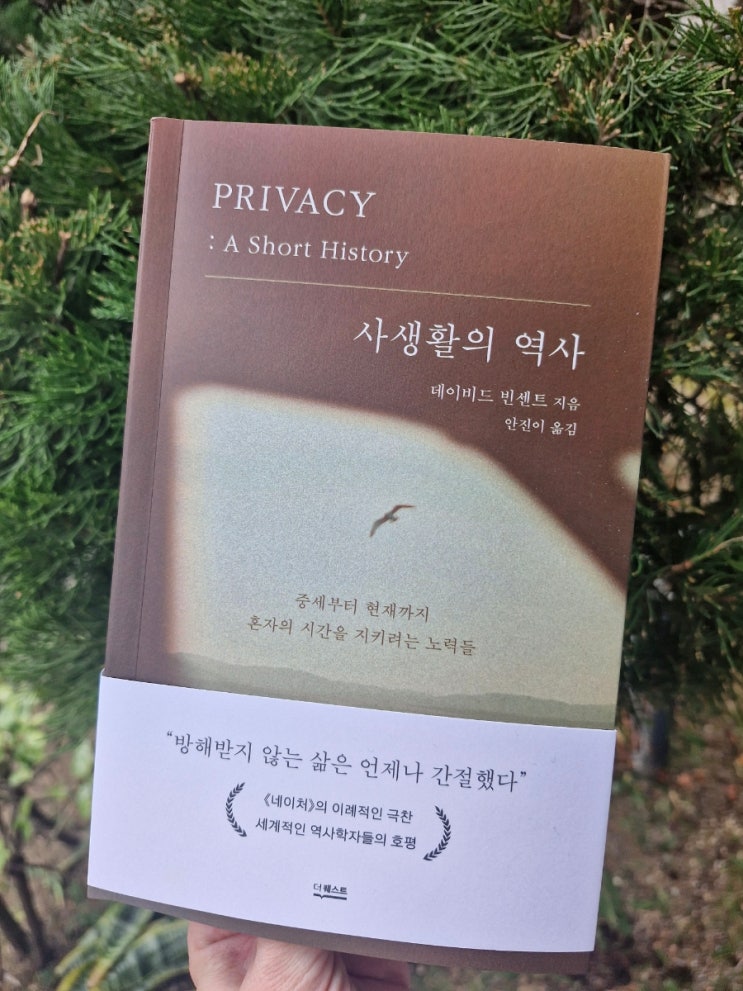 PRIVACY
: A Short History
사생활의 역사
데이비드 빈센트 지음
안진이 옮김
중세부터 현재까지
혼자의 시간을 지키려는 노력들
“방해받지 않는 삶은 언제나 간절했다”
《네이처》의 이례적인 극찬
세계적인 역사학자들의 호평
더퀘스트